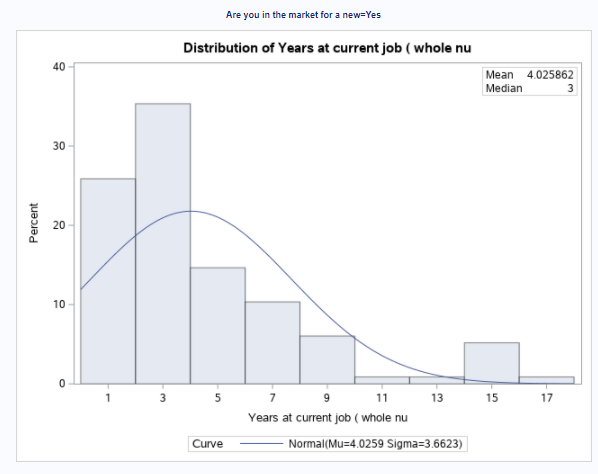 Are you in the market for a new=Yes
Distribution of Years at current job ( whole nu
Mean 4.025862
Median 3
40
30
20
10
0
Percent
1 3 5 7 9 11 13 15 17
Years at current job ( whole nu
Curve Normal(Mu=4.0259 Sigma=3.6623)